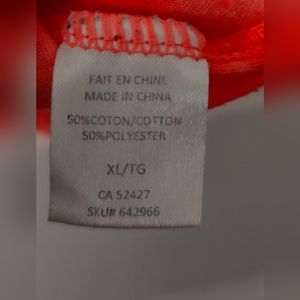 FAIT EN CHINE
MADE IN CHINA
50%COTON/COTTON
50%POLYESTER
XL/TG
CA 52427
SKU# 642966